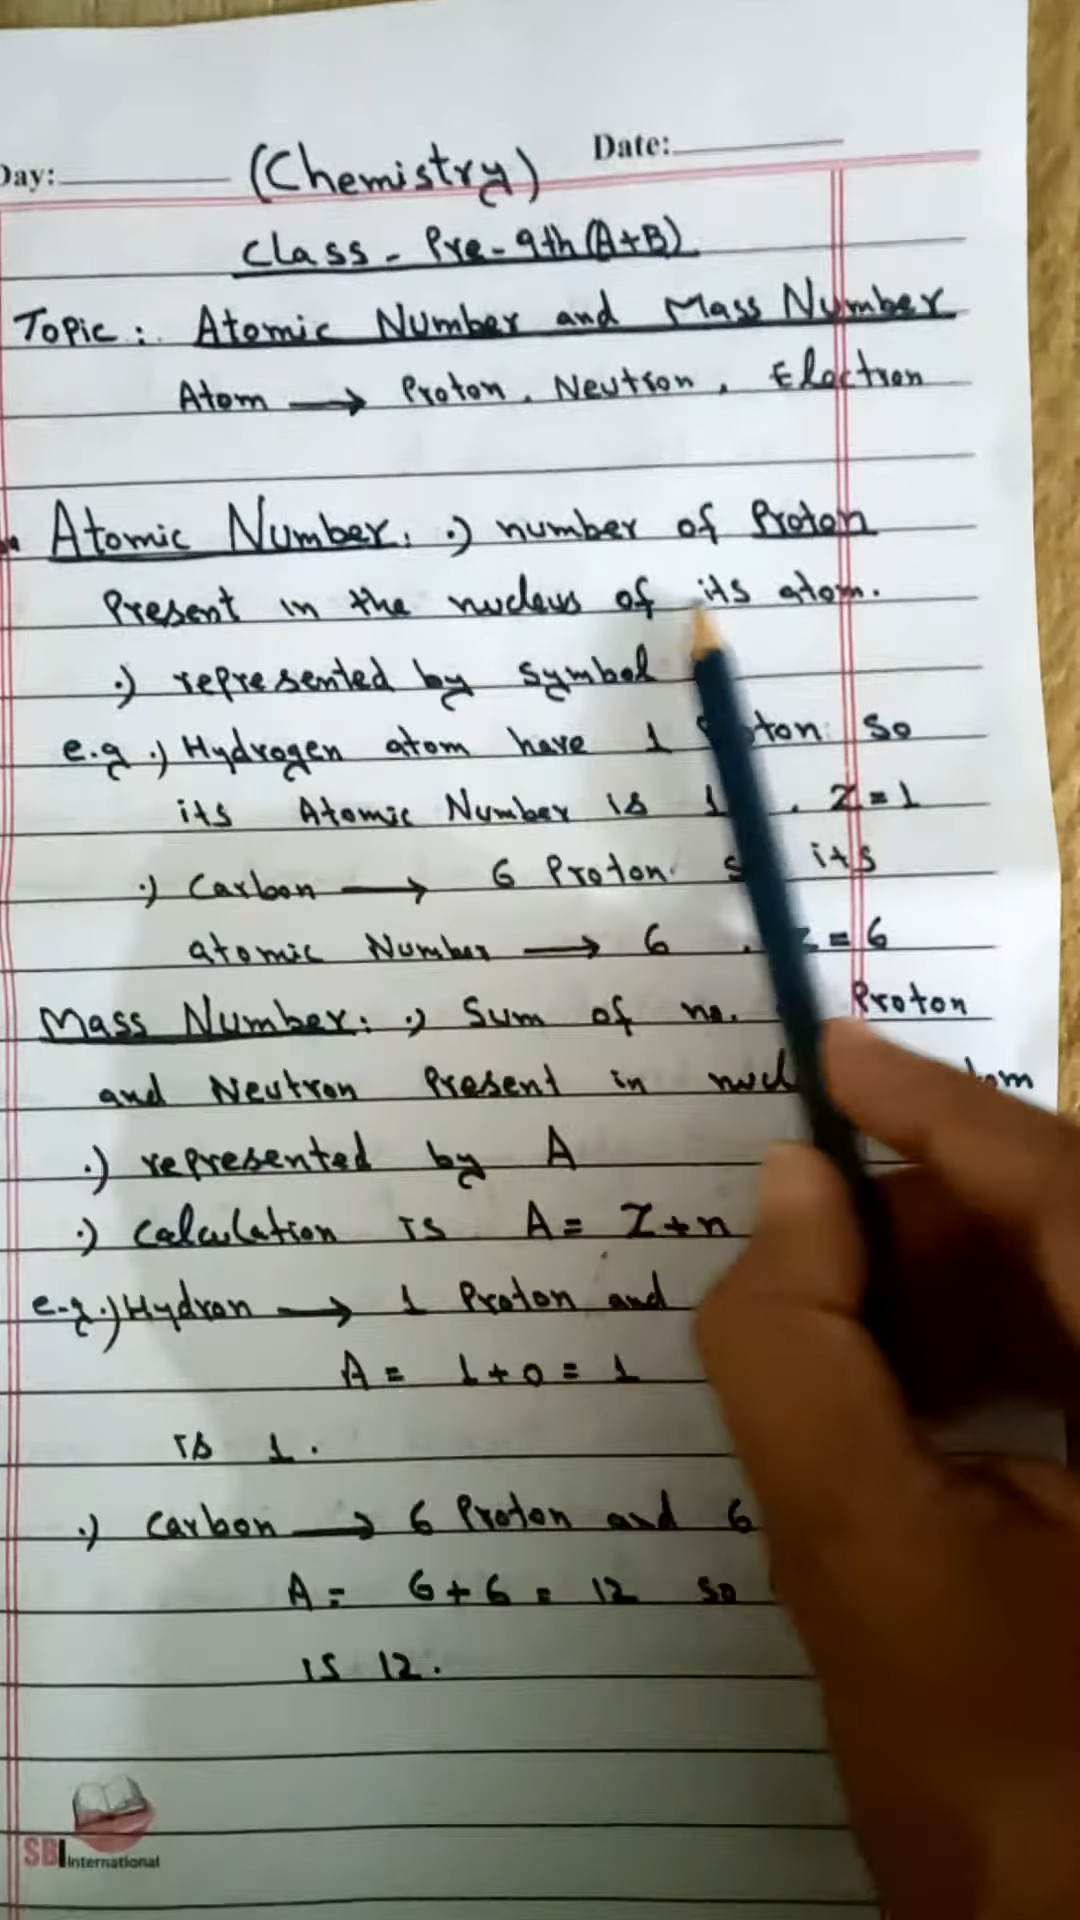 Day:
(Chemistry)
Date:
Class - Pre-9th(A+B)
Topic: Atomic Number and Mass Number
Atom → Proton, Neutron, Electron
Atomic Number: .) number of Proton
Present in the nucleus of its atom.
.) represented by Symbol
e.g .) Hydrogen atom have 1 ton. So
its Atomic Number is 1 . Z=1
.) Carbon → 6 Proton. S its
atomic Number → 6 . =6
Mass Number: .) Sum of no. Proton
and Neutron Present in
.) represented by A
.) Calculation is A= Z+n
e.g.) Hydron → 1 Proton and
A= 1+0=1
is 1.
.) Carbon → 6 Proton and 6
A= 6+6=12 so
is 12.
SBI International